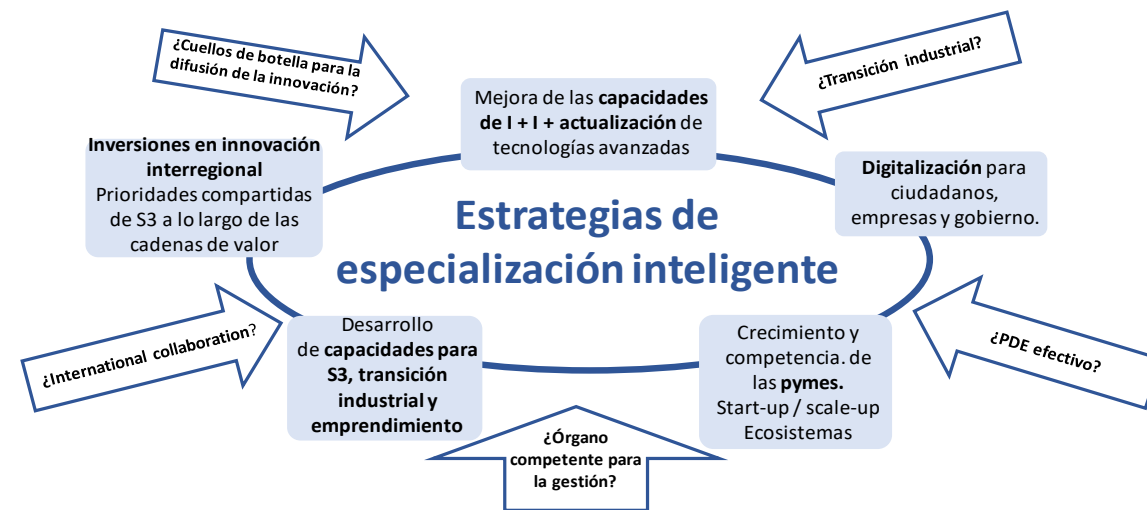 ¿Cuellos de botella para la
difusión de la innovación?
¿Transición industrial?
Mejora de las capacidades
de I + I + actualización de
tecnologías avanzadas
Inversiones en innovación
interregional
Prioridades compartidas
de S3 a lo largo de las
cadenas de valor
Digitalización para
ciudadanos,
empresas y gobierno.
Estrategias de
especialización inteligente
¿International collaboration?
Desarrollo
de capacidades para
S3, transición
industrial y
emprendimiento
Crecimiento y
competencia. de
las pymes.
Start-up / scale-up
Ecosistemas
¿PDE efectivo?
¿Órgano
competente para
la gestión?